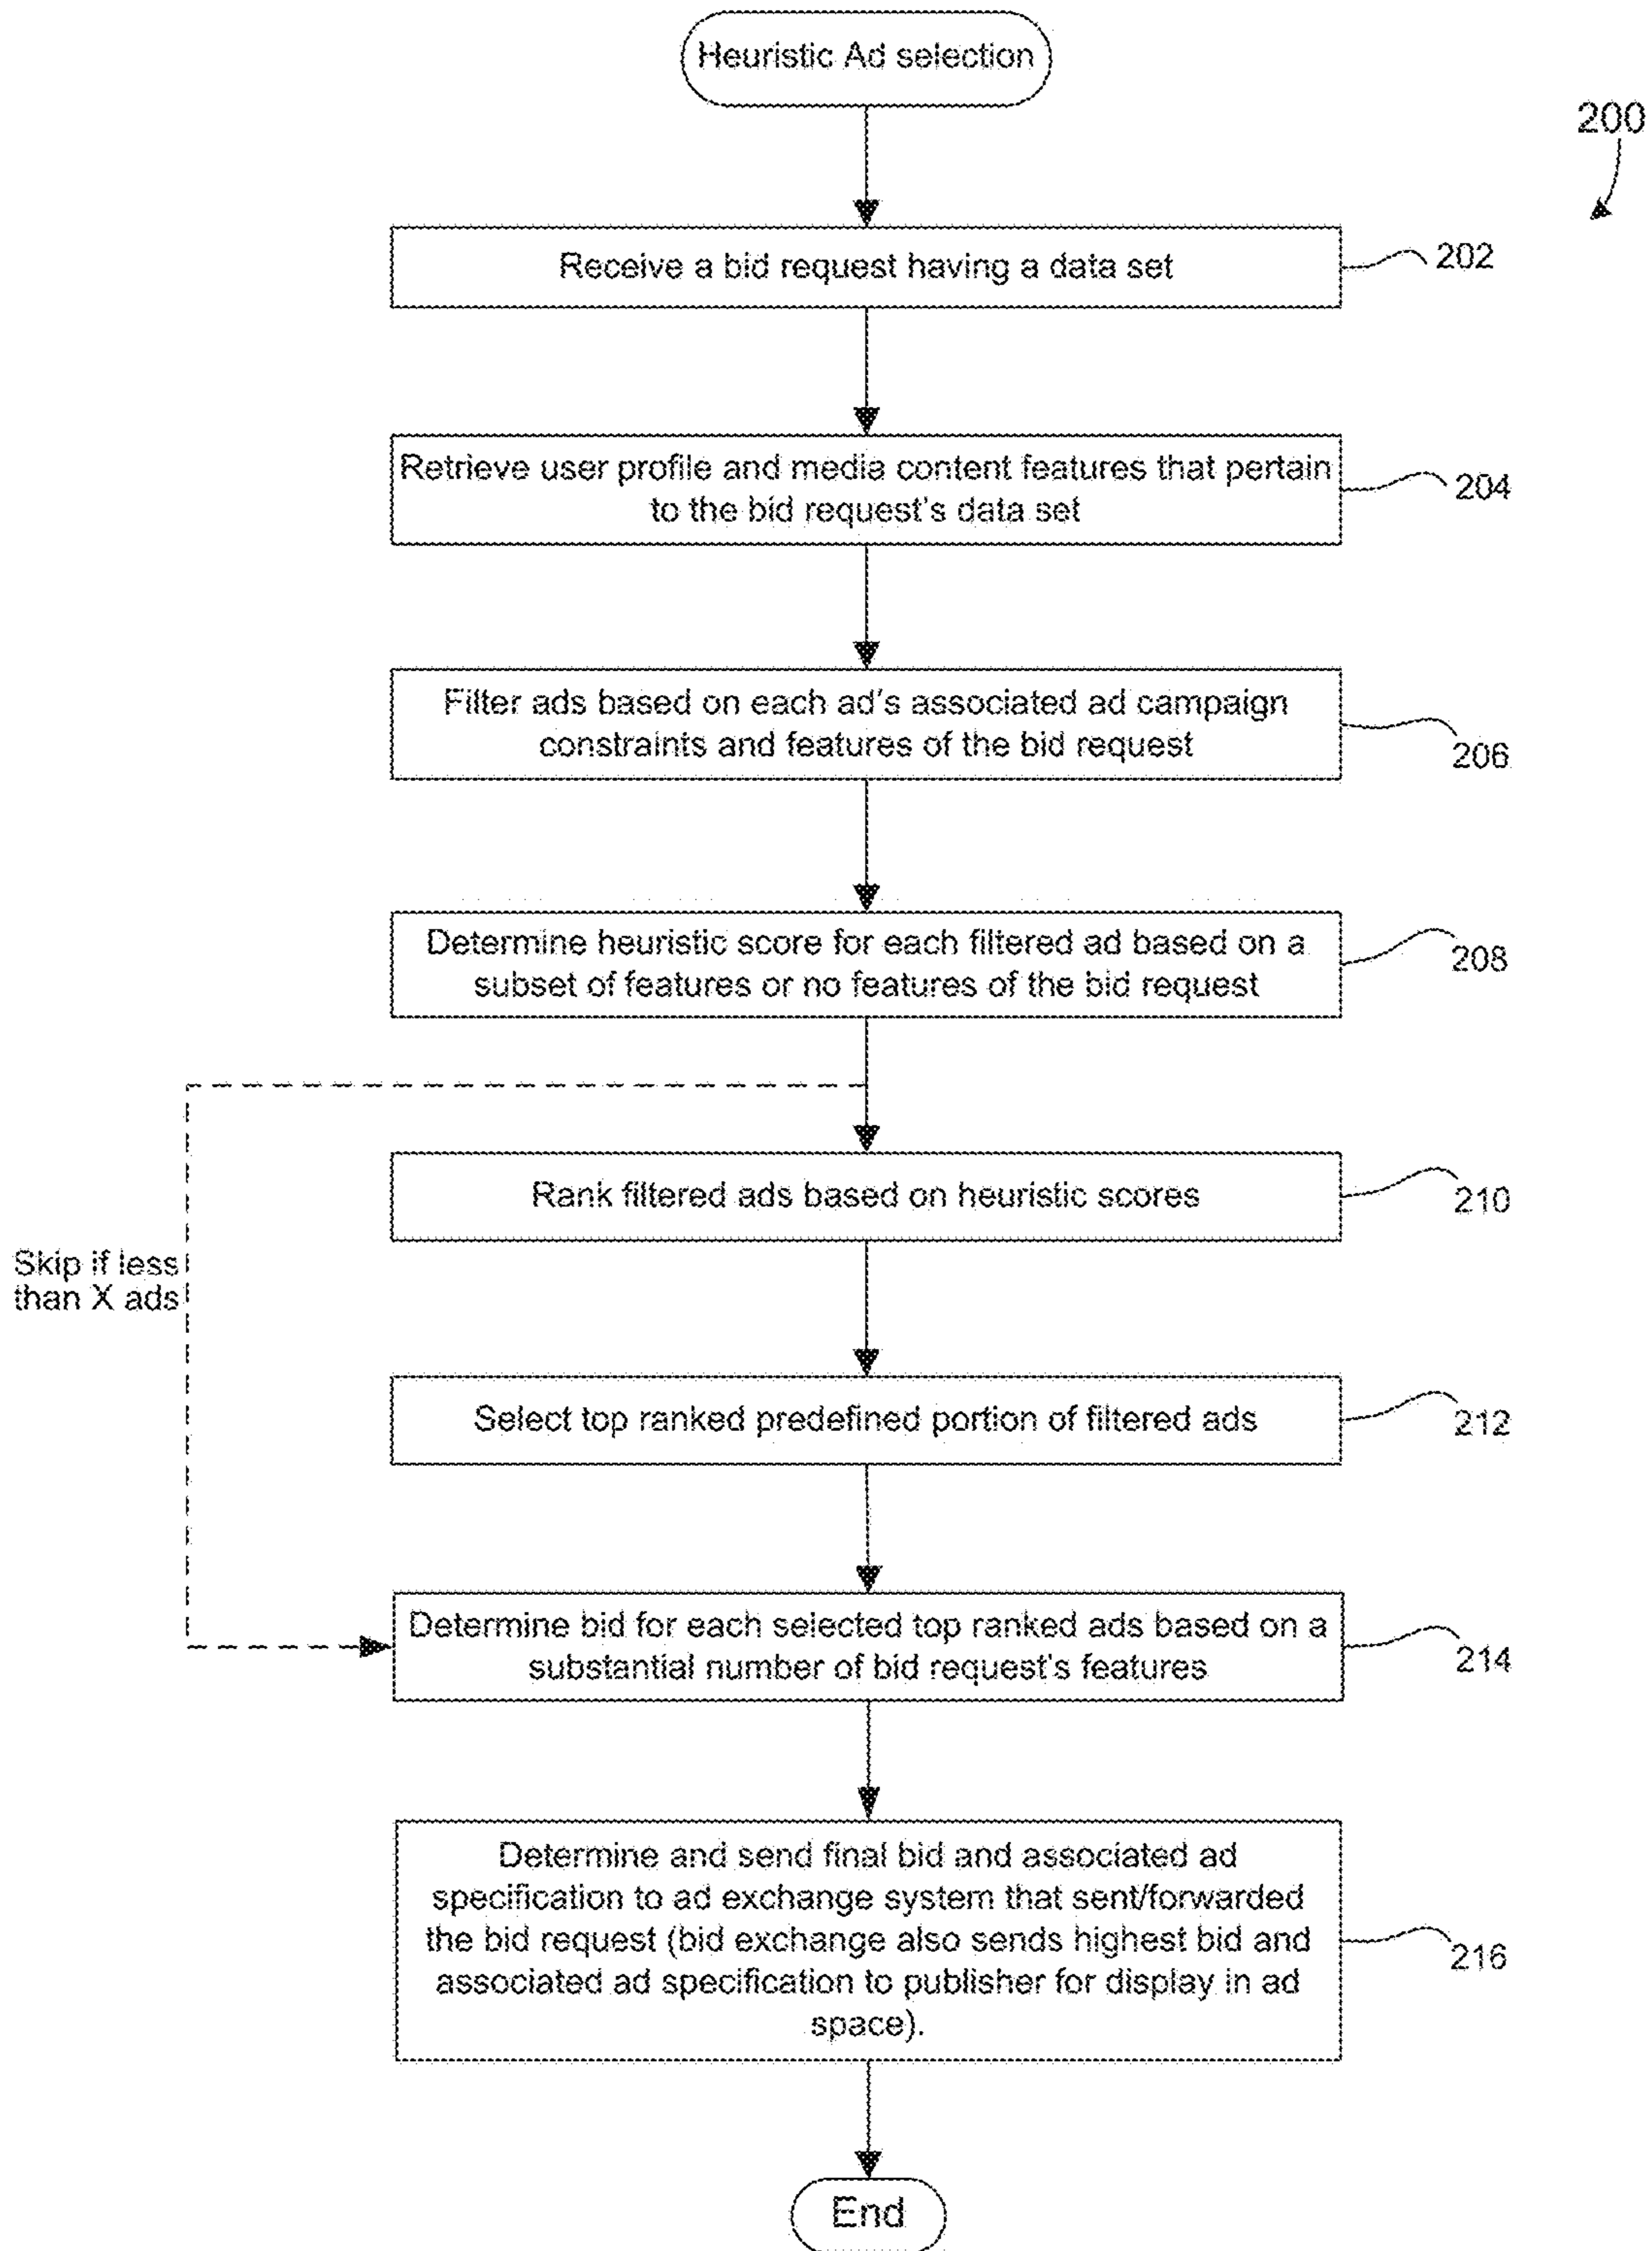 Heuristic Ad selection
200
Receive a bid request having a data set
202
Retrieve user profile and media content features that pertain
to the bid request's data set
204
Filter ads based on each ad's associated ad campaign
constraints and features of the bid request
206
Determine heuristic score for each filtered ad based on a
subset of features or no features of the bid request
208
Rank filtered ads based on heuristic scores
210
Skip if less
than X ads
Select top ranked predefined portion of filtered ads
212
Determine bid for each selected top ranked ads based on a
substantial number of bid request's features
214
Determine and send final bid and associated ad
specification to ad exchange system that sent/forwarded
the bid request (bid exchange also sends highest bid and
associated ad specification to publisher for display in ad
space).
216
End